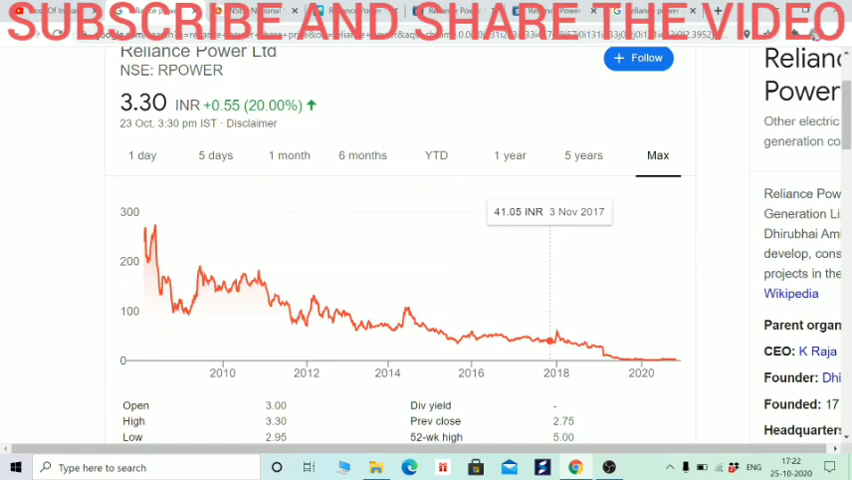 SUBSCRIBE AND SHARE THE VIDEO
Reliance Power Ltd
NSE: RPOWER
+ Follow
3.30 INR +0.55 (20.00%) ↑
23 Oct, 3:30 pm IST · Disclaimer
1 day 5 days 1 month 6 months YTD 1 year 5 years Max
41.05 INR 3 Nov 2017
300
200
100
0
2010 2012 2014 2016 2018 2020
Open 3.00 Div yield -
High 3.30 Prev close 2.75
Low 2.95 52-wk high 5.00
Relianc
Power
Other electric
generation co
Reliance Pow
Generation Li
Dhirubhai Am
develop, cons
projects in the
Wikipedia
Parent organ
CEO: K Raja
Founder: Dhi
Founded: 17
Headquarters
Type here to search
ENG
17:22
25-10-2020